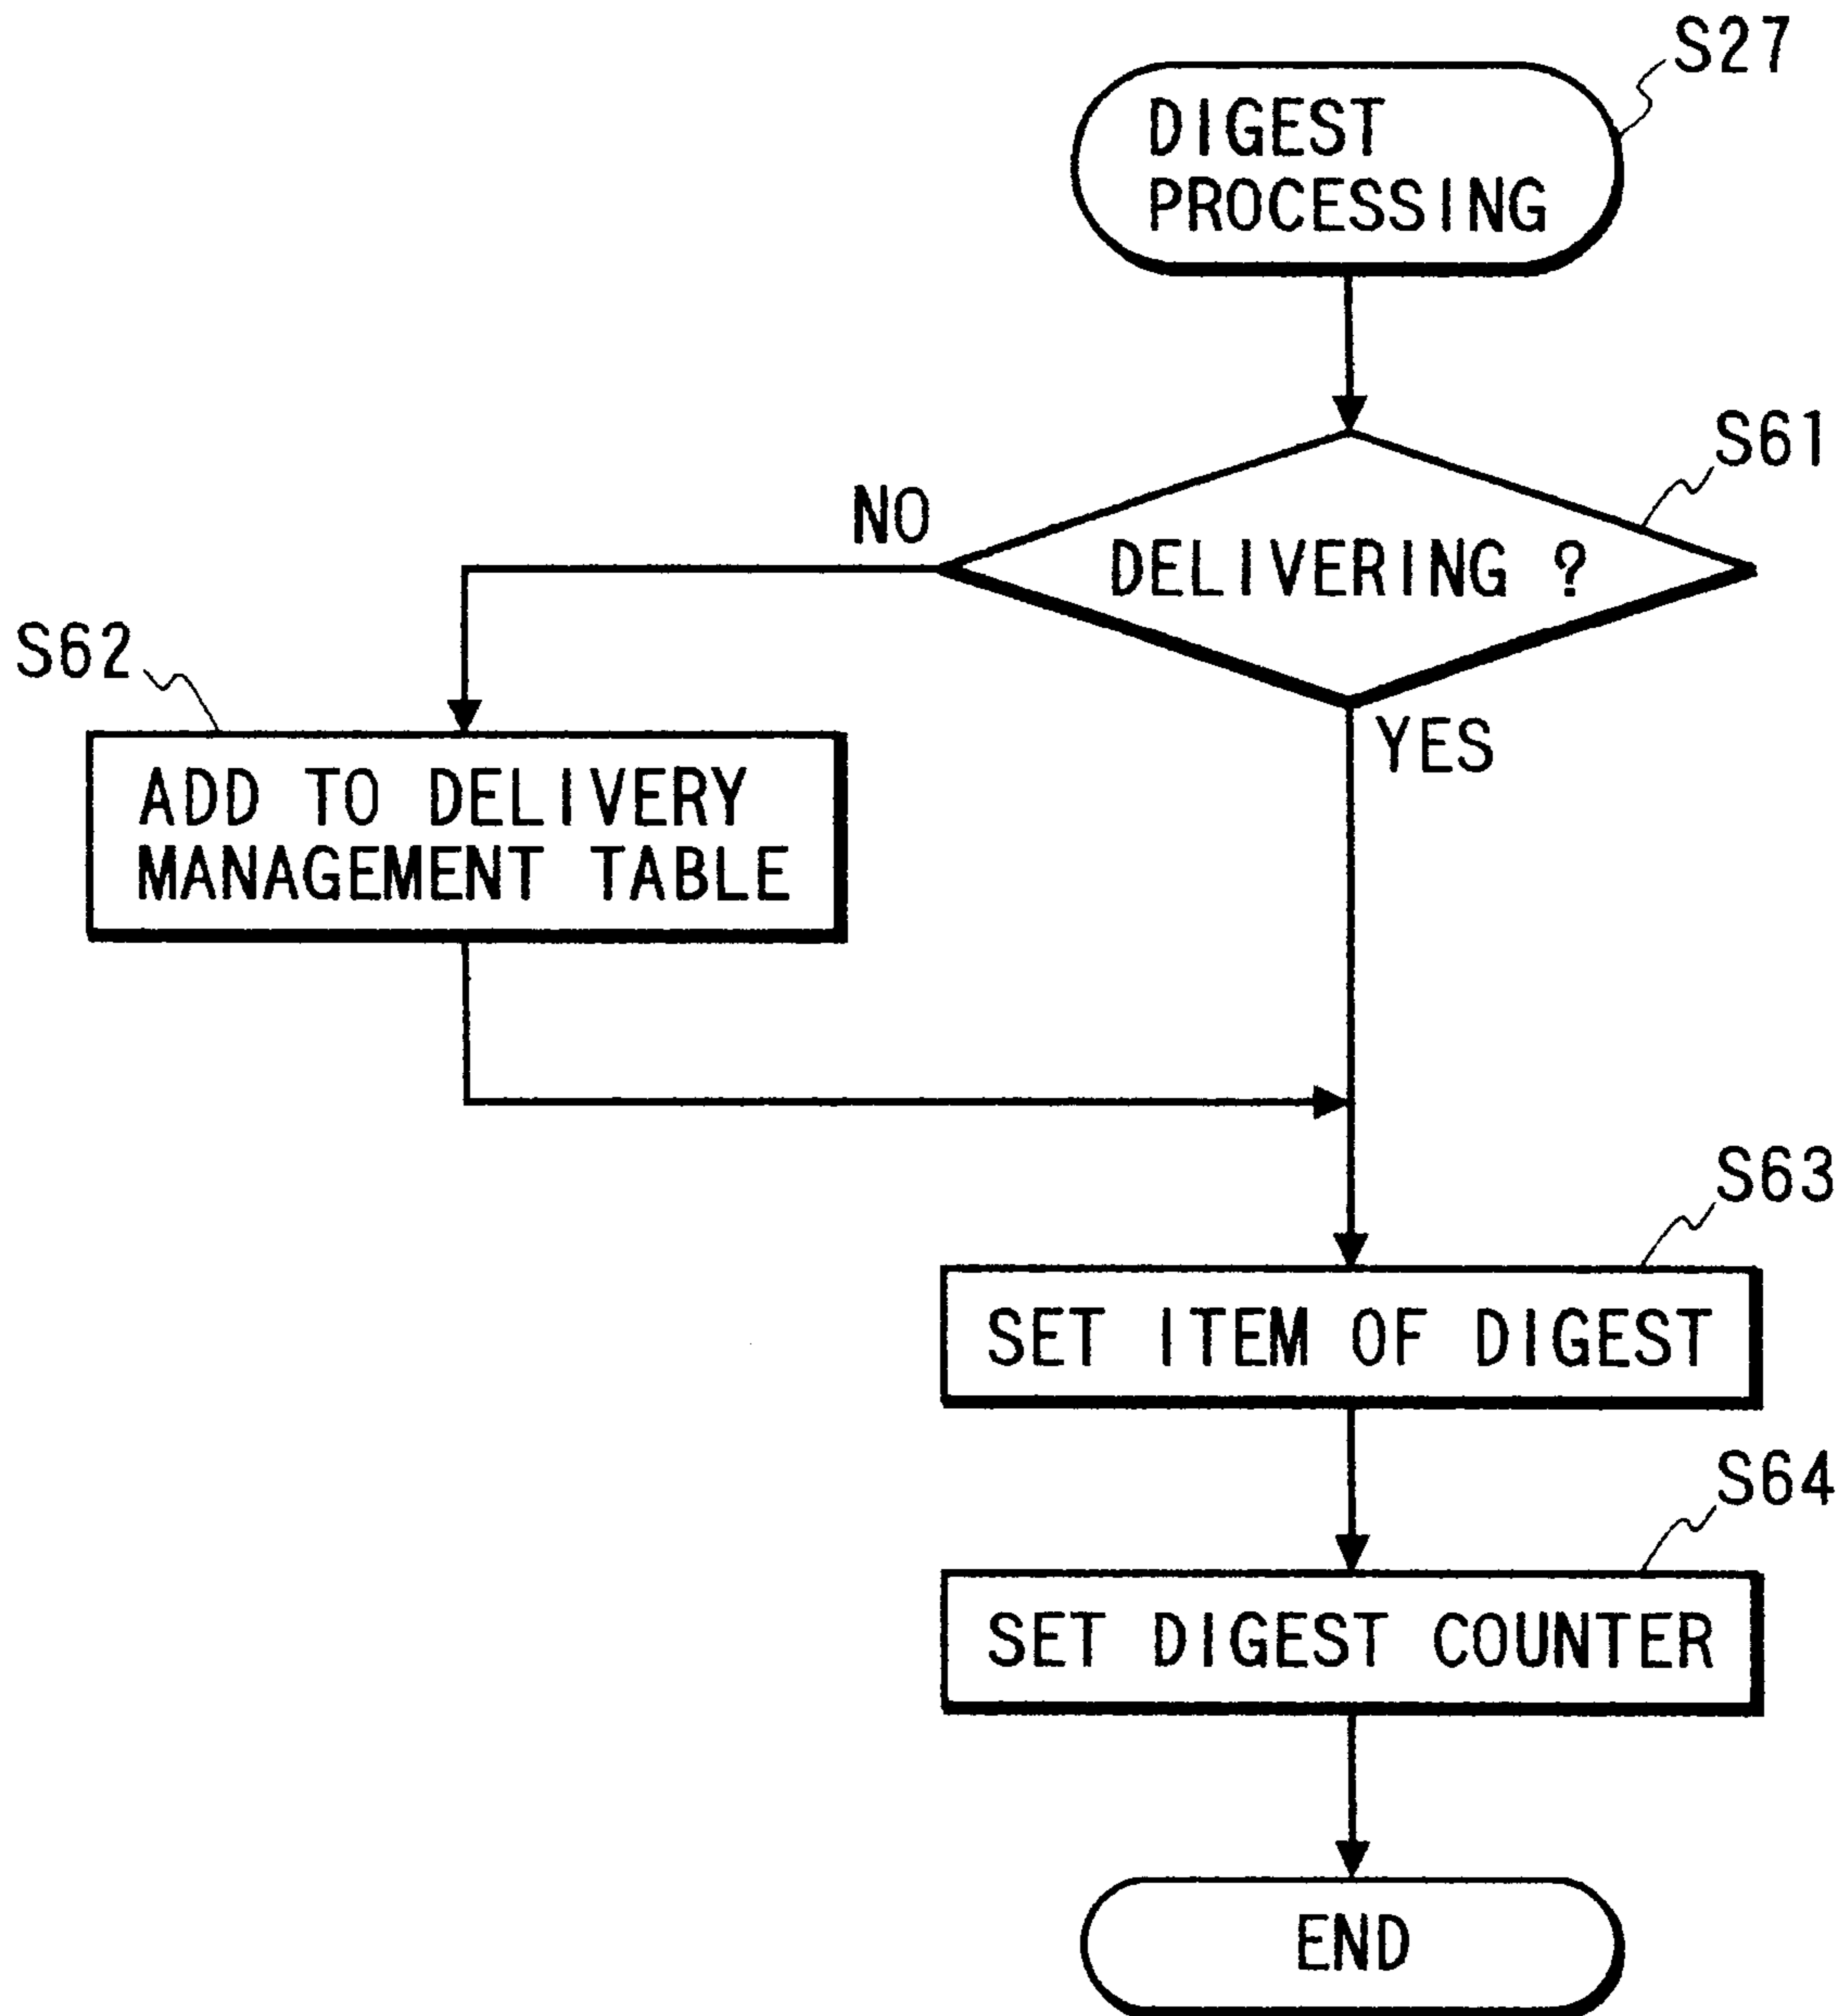 S27
DIGEST
PROCESSING
S61
NO
DELIVERING ?
S62
YES
ADD TO DELIVERY
MANAGEMENT TABLE
S63
SET ITEM OF DIGEST
S64
SET DIGEST COUNTER
END